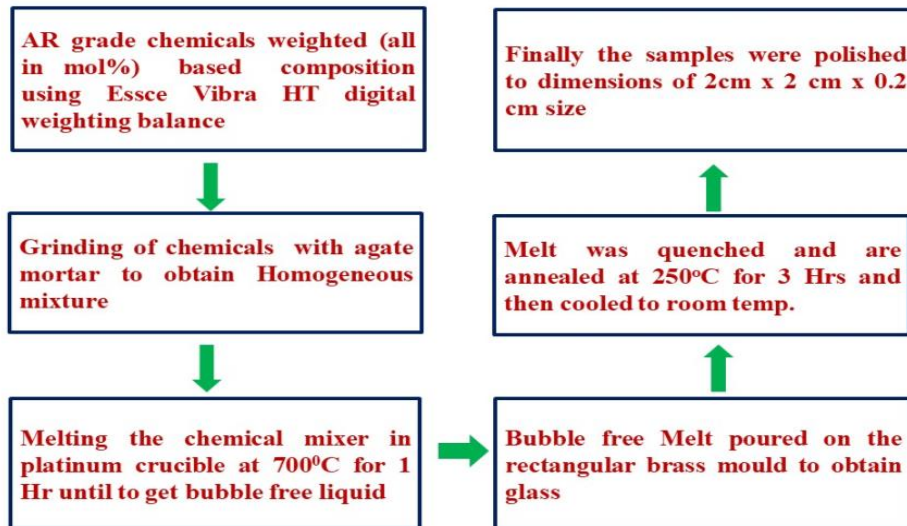 AR grade chemicals weighted (all
in mol%) based composition
using Essce Vibra HT digital
weighting balance
Grinding of chemicals with agate
mortar to obtain Homogeneous
mixture
Melting the chemical mixer in
platinum crucible at 700⁰C for 1
Hr until to get bubble free liquid
Bubble free Melt poured on the
rectangular brass mould to obtain
glass
Melt was quenched and are
annealed at 250ᵒC for 3 Hrs and
then cooled to room temp.
Finally the samples were polished
to dimensions of 2cm x 2 cm x 0.2
cm size